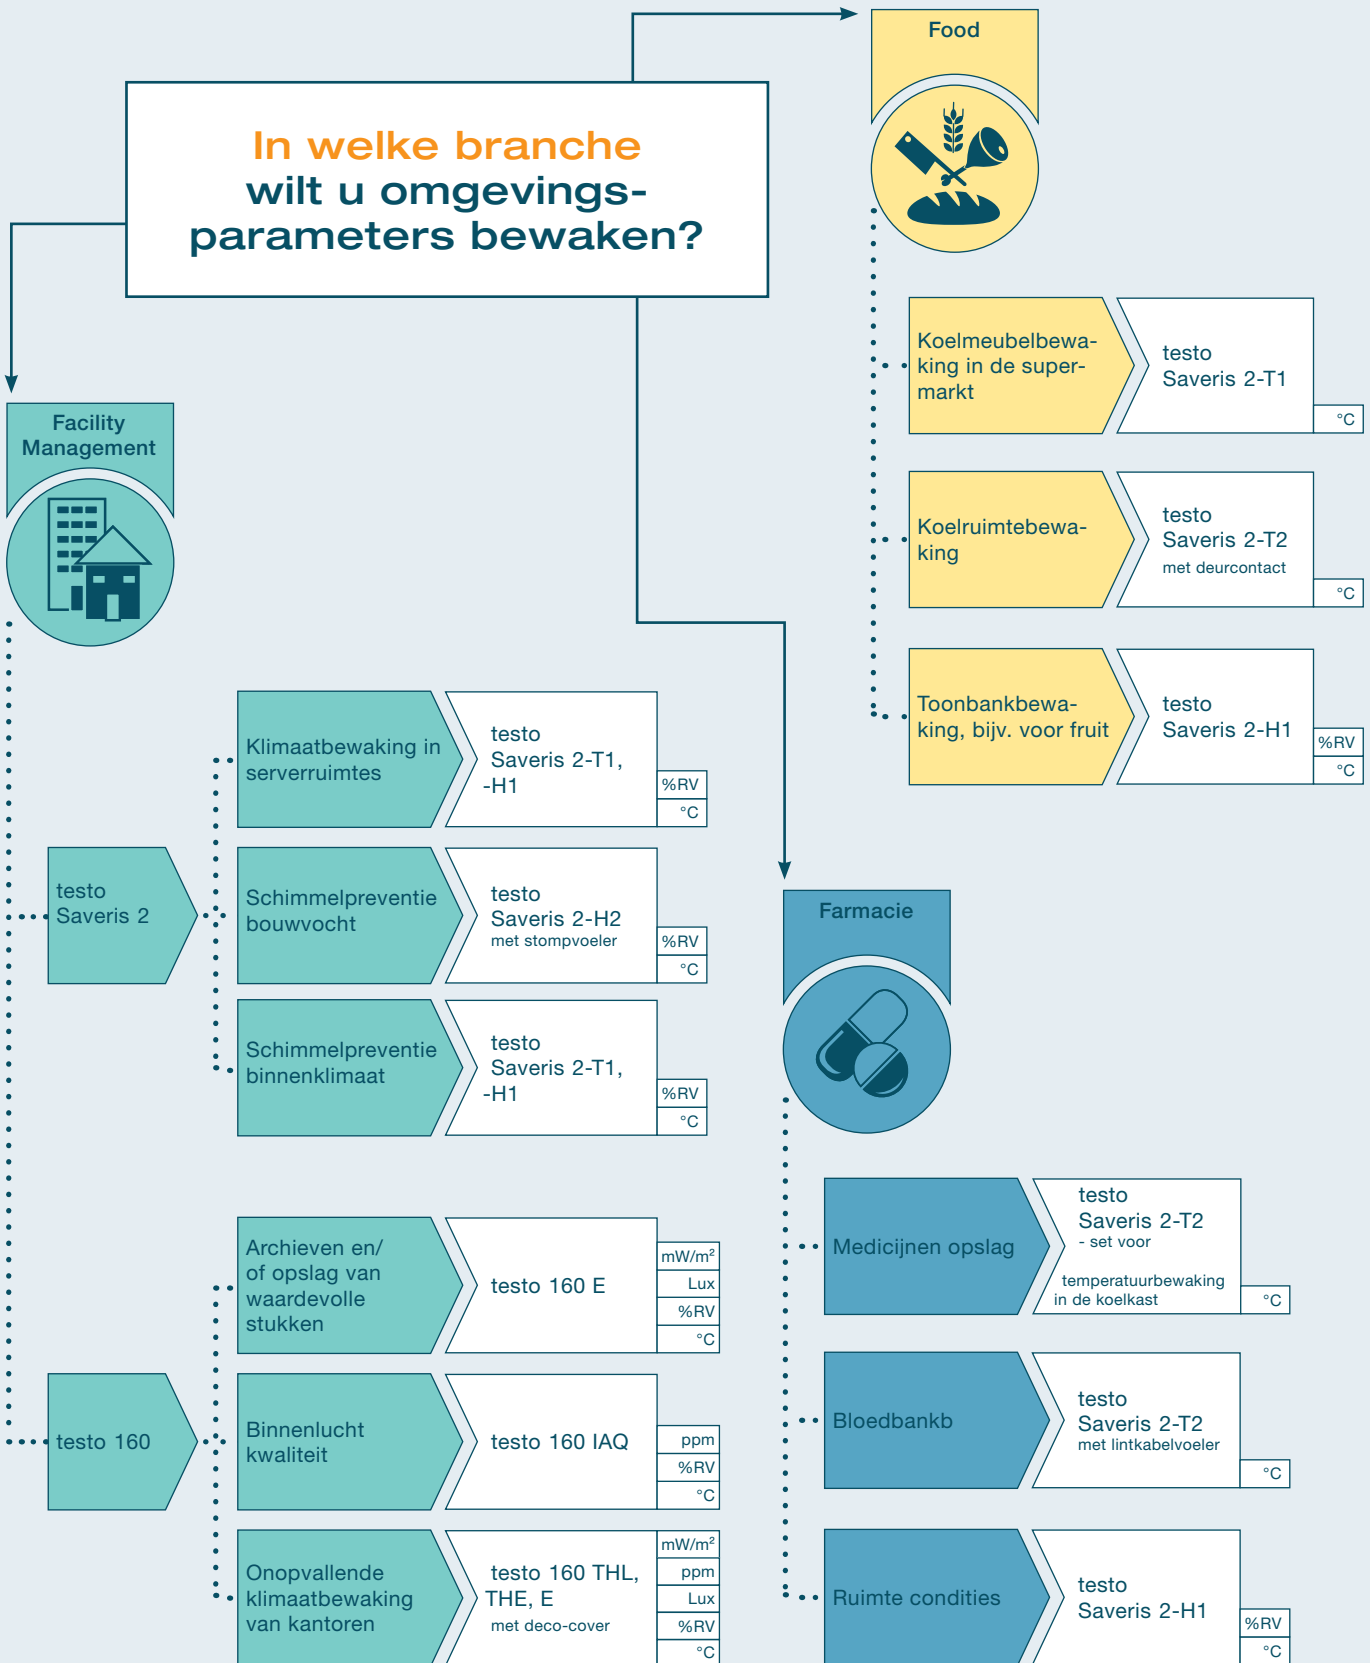 In welke branche
wilt u omgevings-
parameters bewaken?
Food
Koelmeubelbewa-
king in de super-
markt
testo
Saveris 2-T1
°C
Koelruimtebewa-
king
testo
Saveris 2-T2
met deurcontact
°C
Toonbankbewa-
king, bijv. voor fruit
testo
Saveris 2-H1
%RV
°C
Facility
Management
testo
Saveris 2
Klimaatbewaking in
serverruimtes
testo
Saveris 2-T1,
-H1
%RV
°C
Schimmelpreventie
bouwvocht
testo
Saveris 2-H2
met stompvoeler
%RV
°C
Schimmelpreventie
binnenklimaat
testo
Saveris 2-T1,
-H1
%RV
°C
testo 160
Archieven en/
of opslag van
waardevolle
stukken
testo 160 E
mW/m²
Lux
%RV
°C
Binnenlucht
kwaliteit
testo 160 IAQ
ppm
%RV
°C
Onopvallende
klimaatbewaking
van kantoren
testo 160 THL,
THE, E
met deco-cover
mW/m²
ppm
Lux
%RV
°C
Farmacie
Medicijnen opslag
testo
Saveris 2-T2
- set voor
temperatuurbewaking
in de koelkast
°C
Bloedbankb
testo
Saveris 2-T2
met lintkabelvoeler
°C
Ruimte condities
testo
Saveris 2-H1
%RV
°C